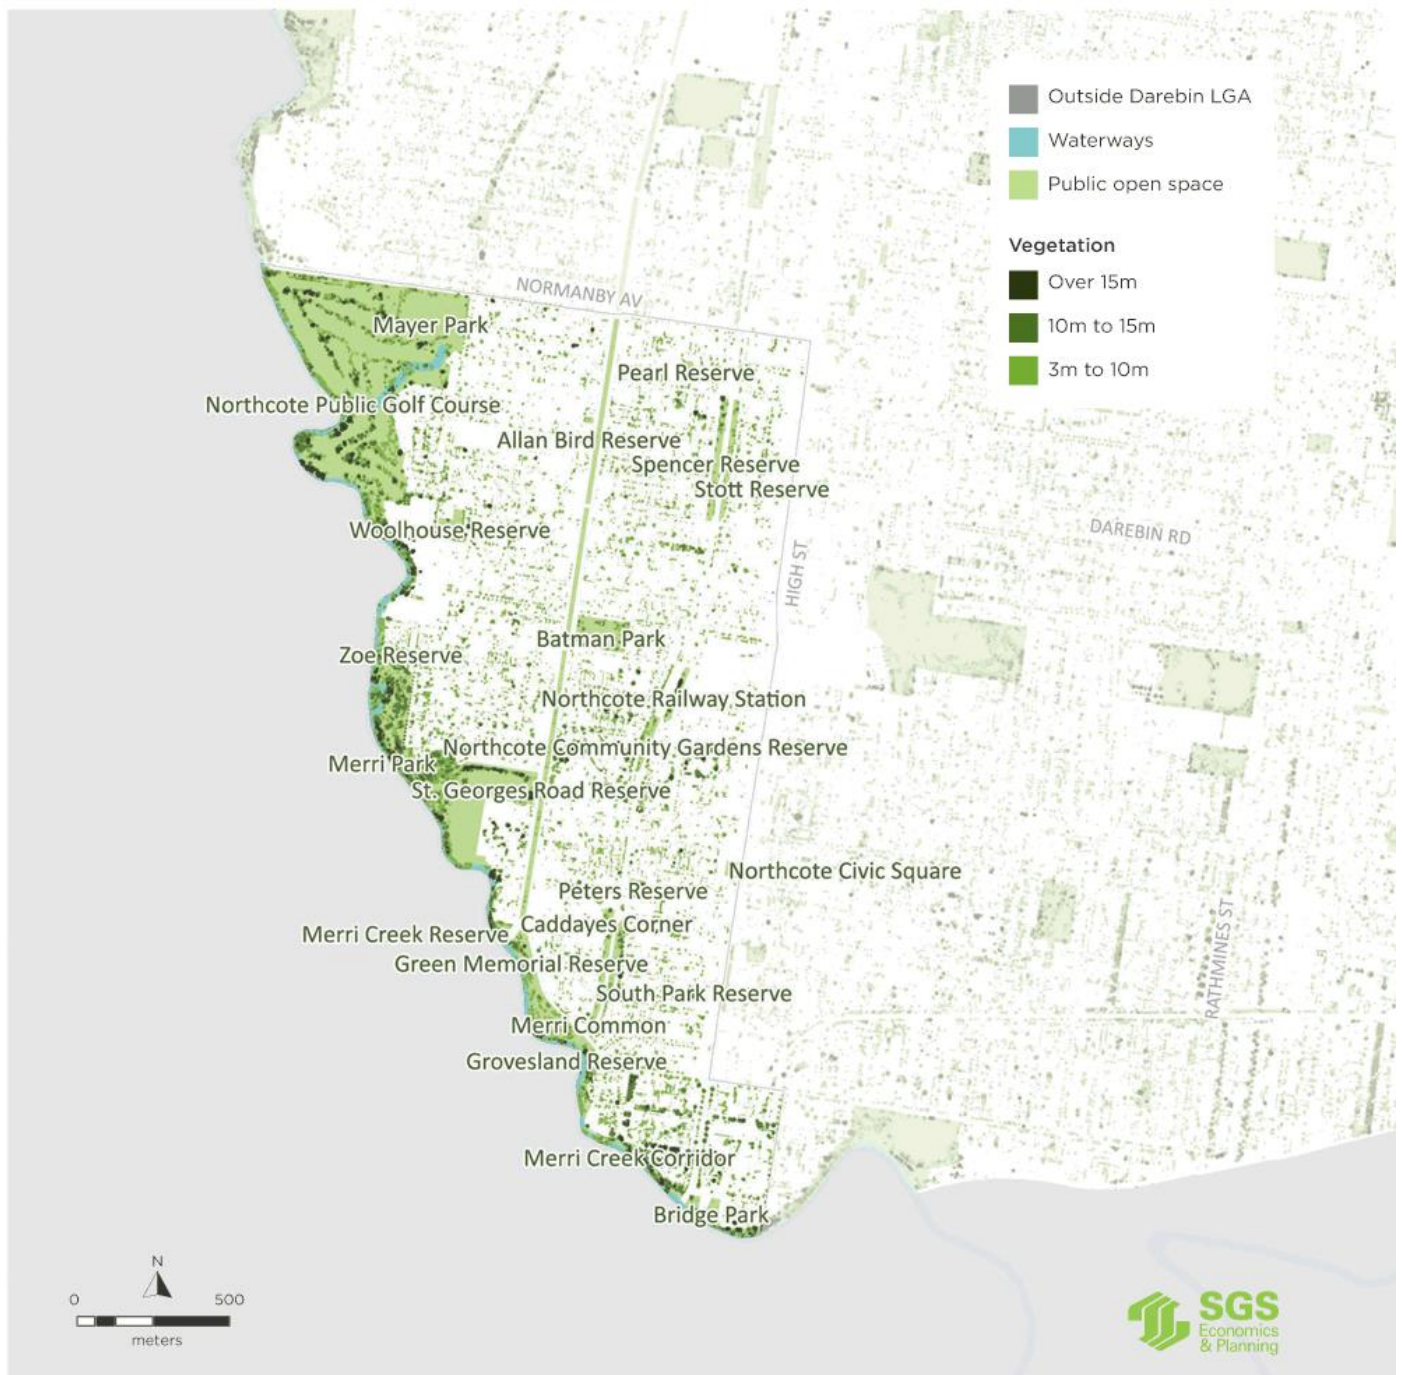 Outside Darebin LGA
Waterways
Public open space
Vegetation
Over 15m
10m to 15m
3m to 10m
NORMANBY AV
Mayer Park
Pearl Reserve
Northcote Public Golf Course
Allan Bird Reserve
Spencer Reserve
Stott Reserve
Woolhouse Reserve
DAREBIN RD
HIGH ST
Batman Park
Zoe Reserve
Northcote Railway Station
Northcote Community Gardens Reserve
Merri Park
St. Georges Road Reserve
Northcote Civic Square
Peters Reserve
Caddayes Corner
Merri Creek Reserve
RATHMINES ST
Green Memorial Reserve
South Park Reserve
Merri Common
Grovesland Reserve
Merri Creek Corridor
Bridge Park
N
0 500
meters
SGS
Economics
& Planning